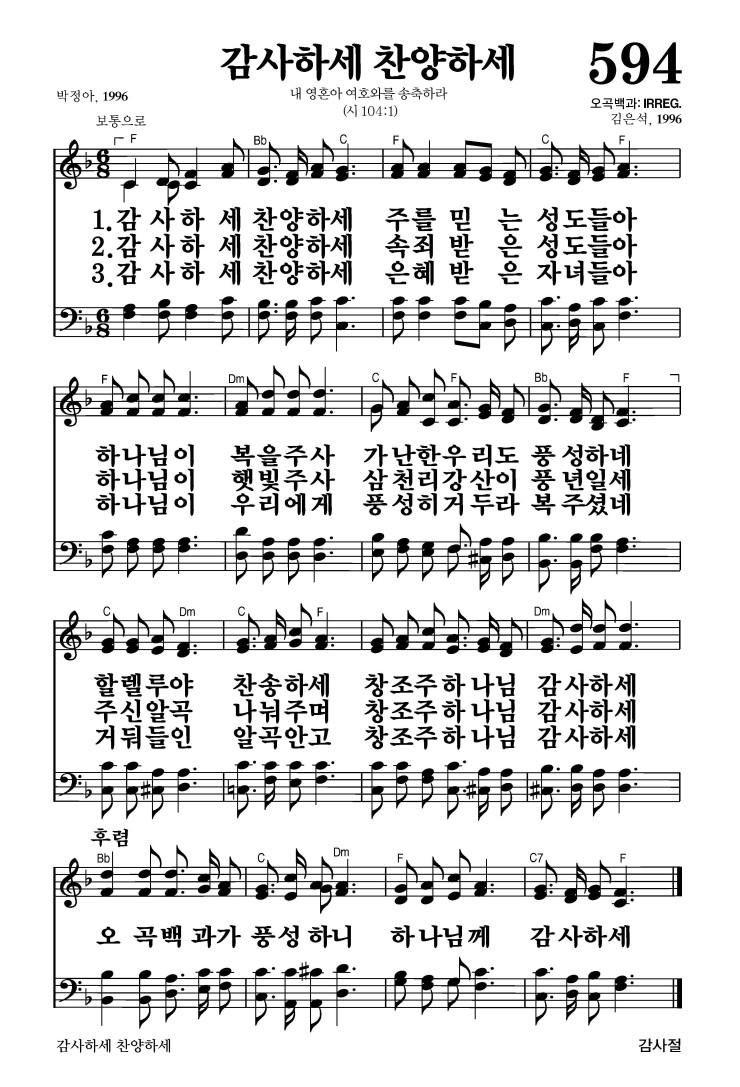 감사하세 찬양하세 594
박정아, 1996
내 영혼아 여호와를 송축하라
(시 104:1)
오곡백과: IRREG.
김은석, 1996
보통으로
F Bb C F C F
6 8
1. 감 사 하 세 찬양하세 주를 믿 는 성도들아
2. 감 사 하 세 찬양하세 속죄 받 은 성도들아
3. 감 사 하 세 찬양하세 은혜 받 은 자녀들아
6 8
F Dm C F Bb F
하나님이 복을주사 가난한우리도 풍성하네
하나님이 햇빛주사 삼천리강산이 풍년일세
하나님이 우리에게 풍성히거두라 복주셨네
C Dm C F Dm
할렐루야 찬송하세 창조주하나님 감사하세
주신알곡 나눠주며 창조주하나님 감사하세
거둬들인 알곡안고 창조주하나님 감사하세
후렴
Bb C Dm F C7 F
오 곡백 과가 풍성하니 하나님께 감사하세
감사하세 찬양하세 감사절